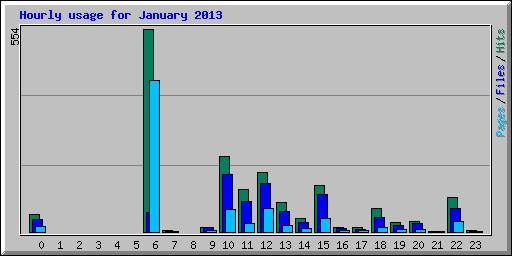 Hourly usage for January 2013
554
Pages/Files/Hits
0 1 2 3 4 5 6 7 8 9 10 11 12 13 14 15 16 17 18 19 20 21 22 23